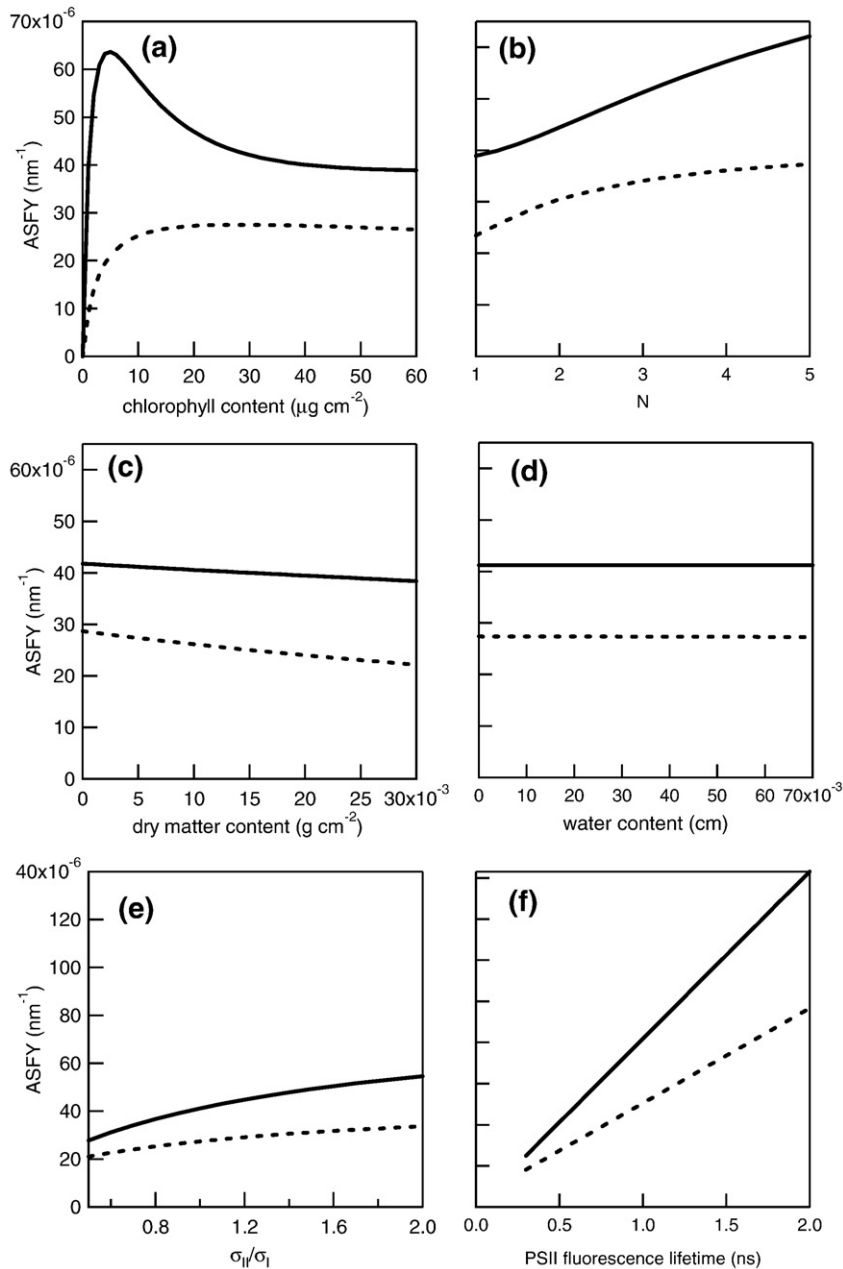 70x10⁻⁶
60
50
40
30
20
10
0
ASFY (nm⁻¹)
(a)
0 10 20 30 40 50 60
chlorophyll content (μg cm⁻²)
(b)
1 2 3 4 5
N
60x10⁻⁶
50
40
30
20
10
0
ASFY (nm⁻¹)
(c)
0 5 10 15 20 25 30x10⁻³
dry matter content (g cm⁻²)
(d)
0 10 20 30 40 50 60 70x10⁻³
water content (cm)
40x10⁻⁶
120
100
80
60
40
20
0
ASFY (nm⁻¹)
(e)
0.8 1.2 1.6 2.0
σII/σI
(f)
0.0 0.5 1.0 1.5 2.0
PSII fluorescence lifetime (ns)